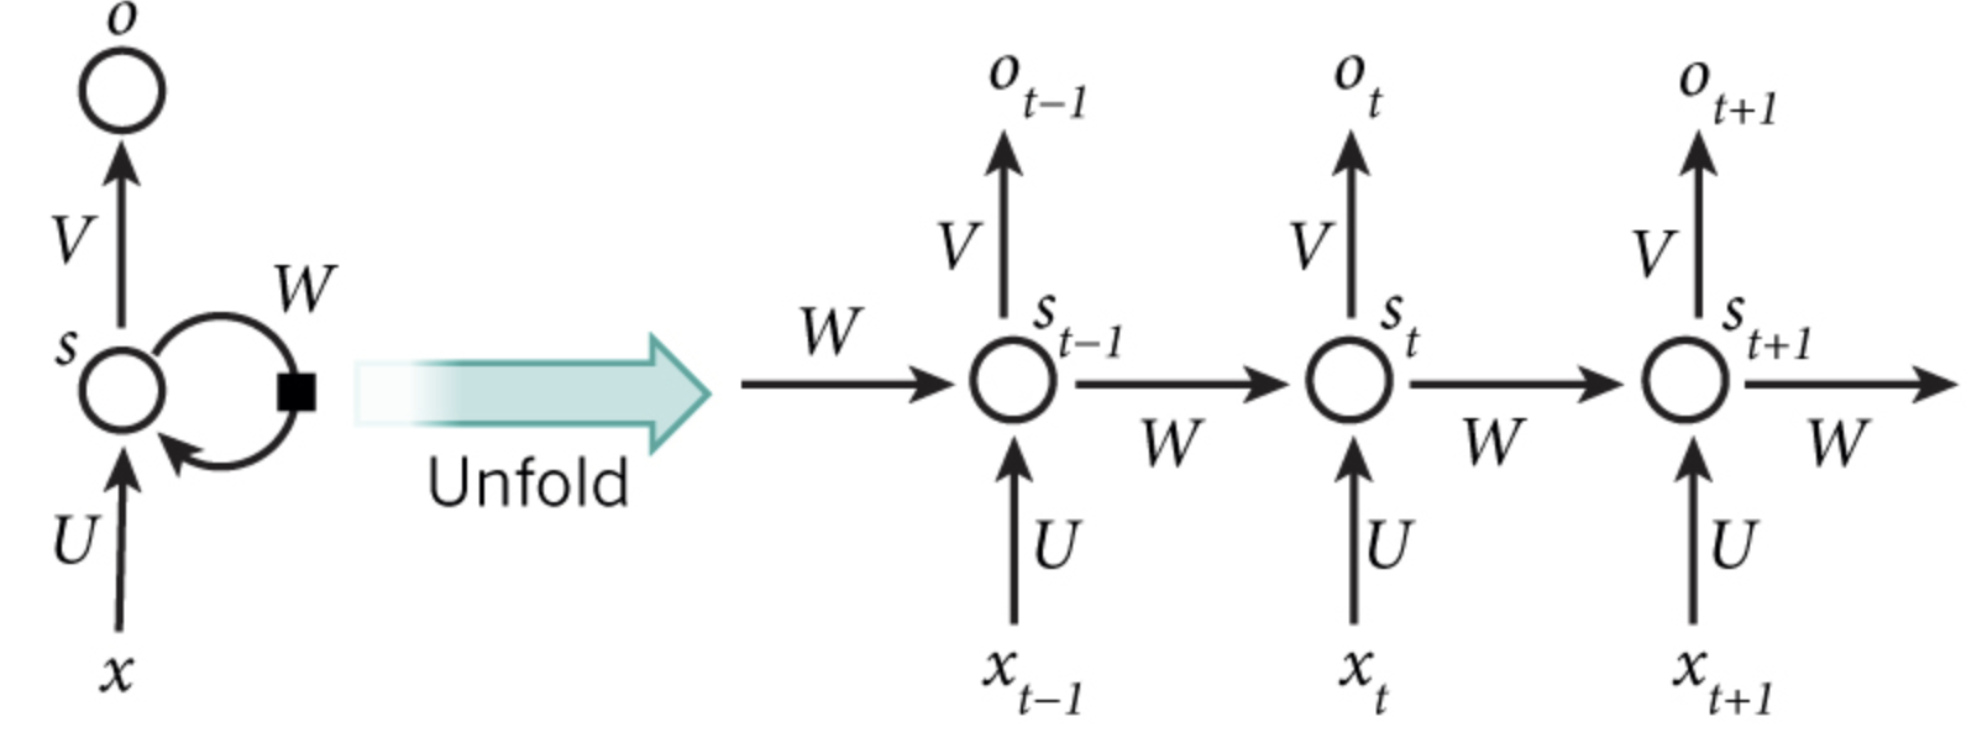 o
V
W
s
U
x
Unfold
o t−1
o t
o t+1
V
V
V
W
s t−1
s t
s t+1
W
W
W
U
U
U
x t−1
x t
x t+1